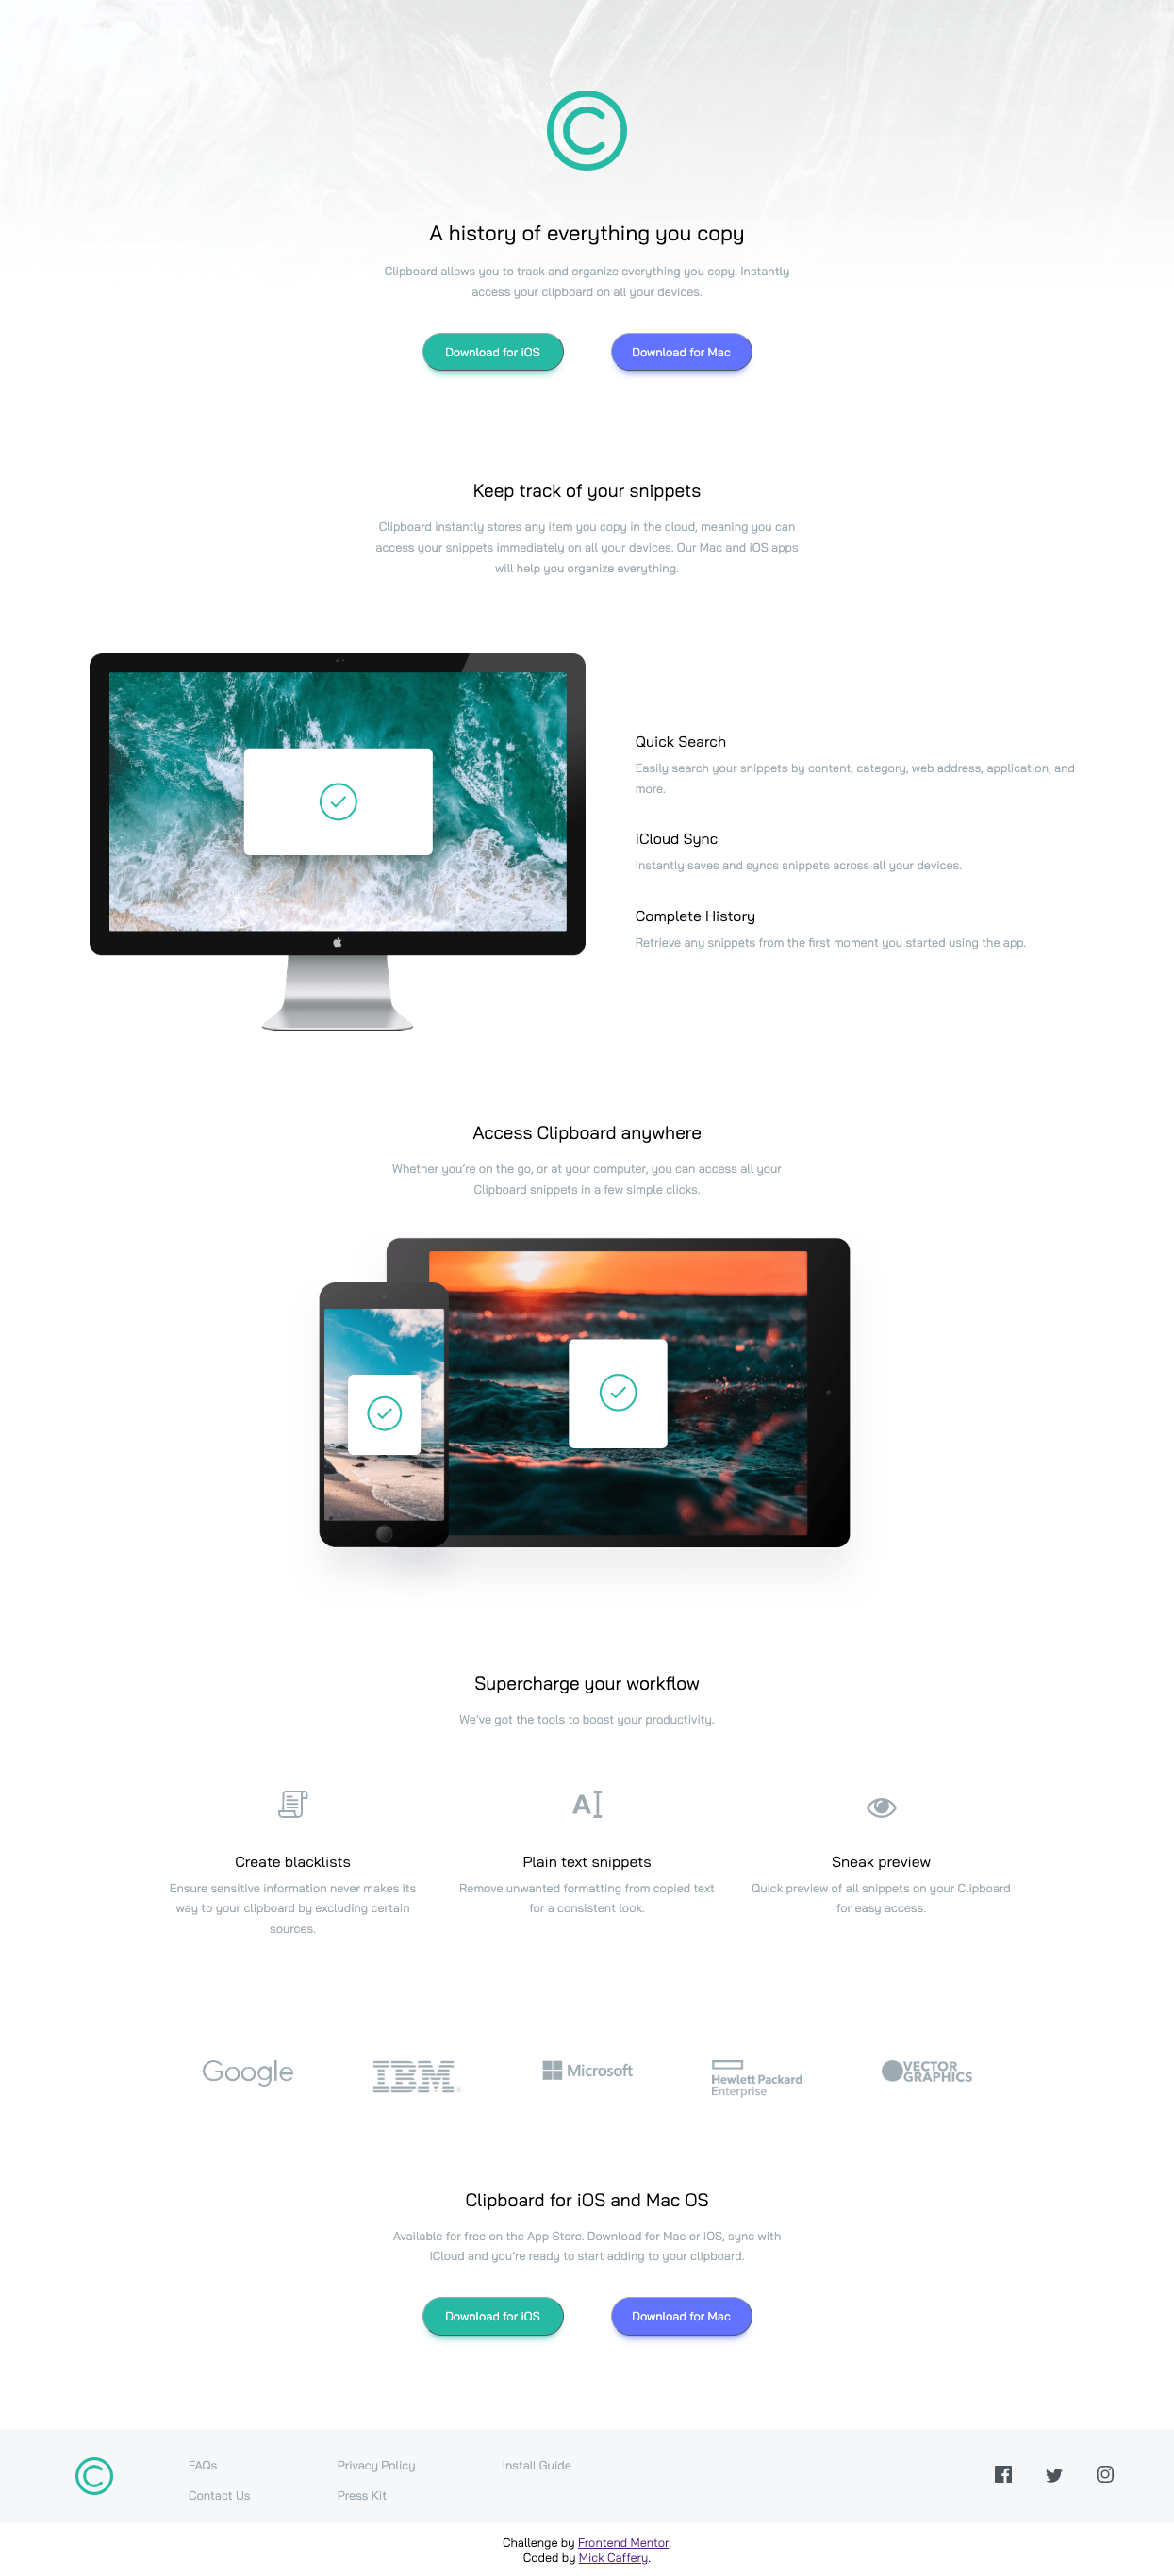 A history of everything you copy
Clipboard allows you to track and organize everything you copy. Instantly
access your clipboard on all your devices.
Download for iOS
Download for Mac
Keep track of your snippets
Clipboard instantly stores any item you copy in the cloud, meaning you can
access your snippets immediately on all your devices. Our Mac and iOS apps
will help you organize everything.
Quick Search
Easily search your snippets by content, category, web address, application, and
more.
iCloud Sync
Instantly saves and syncs snippets across all your devices.
Complete History
Retrieve any snippets from the first moment you started using the app.
Access Clipboard anywhere
Whether you’re on the go, or at your computer, you can access all your
Clipboard snippets in a few simple clicks.
Supercharge your workflow
We’ve got the tools to boost your productivity.
Create blacklists
Ensure sensitive information never makes its
way to your clipboard by excluding certain
sources.
Plain text snippets
Remove unwanted formatting from copied text
for a consistent look.
Sneak preview
Quick preview of all snippets on your Clipboard
for easy access.
Google
IBM
Microsoft
Hewlett Packard
Enterprise
VECTOR
GRAPHICS
Clipboard for iOS and Mac OS
Available for free on the App Store. Download for Mac or iOS, sync with
iCloud and you’re ready to start adding to your clipboard.
Download for iOS
Download for Mac
FAQs
Contact Us
Privacy Policy
Press Kit
Install Guide
Challenge by Frontend Mentor.
Coded by Mick Caffery.